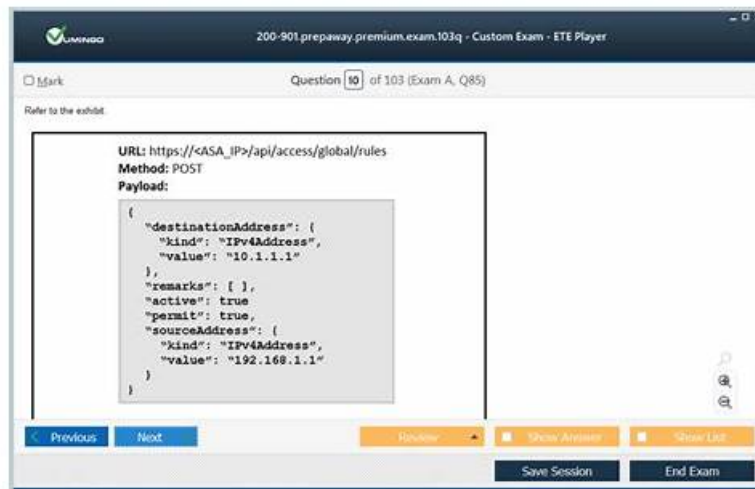 VUMINGO
200-901.prepaway.premium.exam.103q - Custom Exam - ETE Player
Mark
Question 10 of 103 (Exam A, Q85)
Refer to the exhibit.
URL: https://<ASA_IP>/api/access/global/rules
Method: POST
Payload:
{
"destinationAddress": {
"kind": "IPv4Address",
"value": "10.1.1.1"
},
"remarks": [ ],
"active": true
"permit": true,
"sourceAddress": {
"kind": "IPv4Address",
"value": "192.168.1.1"
}
}
Previous Next Review Show Answer Show List
Save Session End Exam